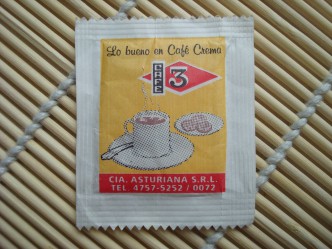 Lo bueno en Café Crema
CAFE
3
CIA. ASTURIANA S.R.L.
TEL. 4757-5252 / 0072